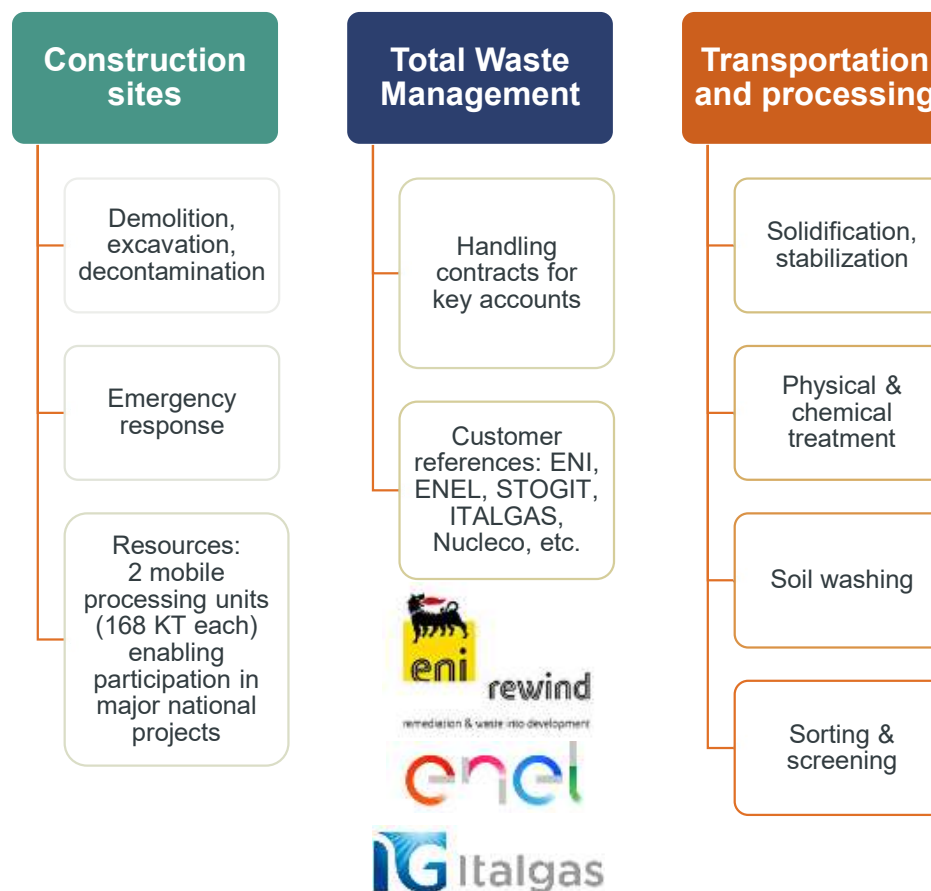 Construction
sites
Demolition,
excavation,
decontamination
Emergency
response
Resources:
2 mobile
processing units
(168 KT each)
enabling
participation in
major national
projects
Total Waste
Management
Handling
contracts for
key accounts
Customer
references: ENI,
ENEL, STOGIT,
ITALGAS,
Nucleco, etc.
eni
rewind
remediation & waste into development
enel
IG Italgas
Transportation
and processing
Solidification,
stabilization
Physical &
chemical
treatment
Soil washing
Sorting &
screening